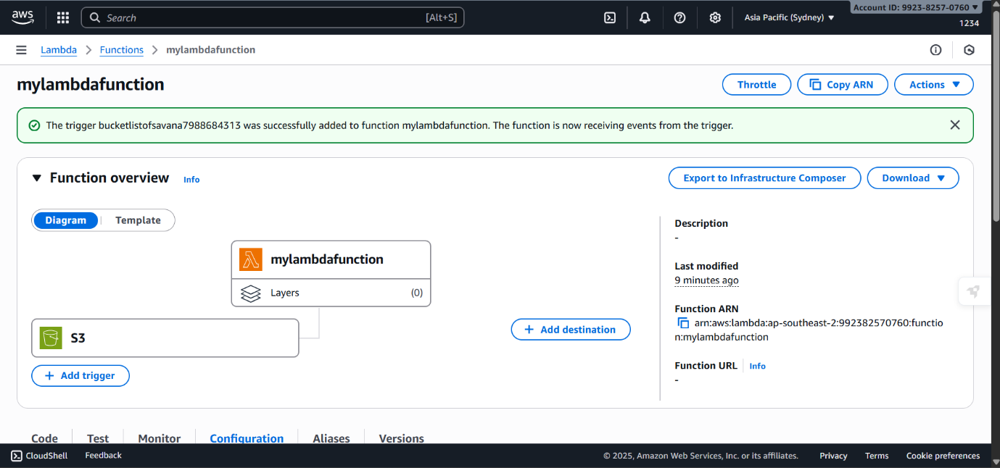 aws
Search
[Alt+S]
Asia Pacific (Sydney)
Account ID: 9923-8257-0760
1234
Lambda
Functions
mylambdafunction
mylambdafunction
Throttle
Copy ARN
Actions
The trigger bucketlistofsavana7988684313 was successfully added to function mylambdafunction. The function is now receiving events from the trigger.
Function overview
Info
Export to Infrastructure Composer
Download
Diagram
Template
mylambdafunction
Layers
(0)
S3
Add trigger
Add destination
Description
-
Last modified
9 minutes ago
Function ARN
arn:aws:lambda:ap-southeast-2:992382570760:functio
n:mylambdafunction
Function URL
Info
-
Code
Test
Monitor
Configuration
Aliases
Versions
CloudShell
Feedback
© 2025, Amazon Web Services, Inc. or its affiliates.
Privacy
Terms
Cookie preferences